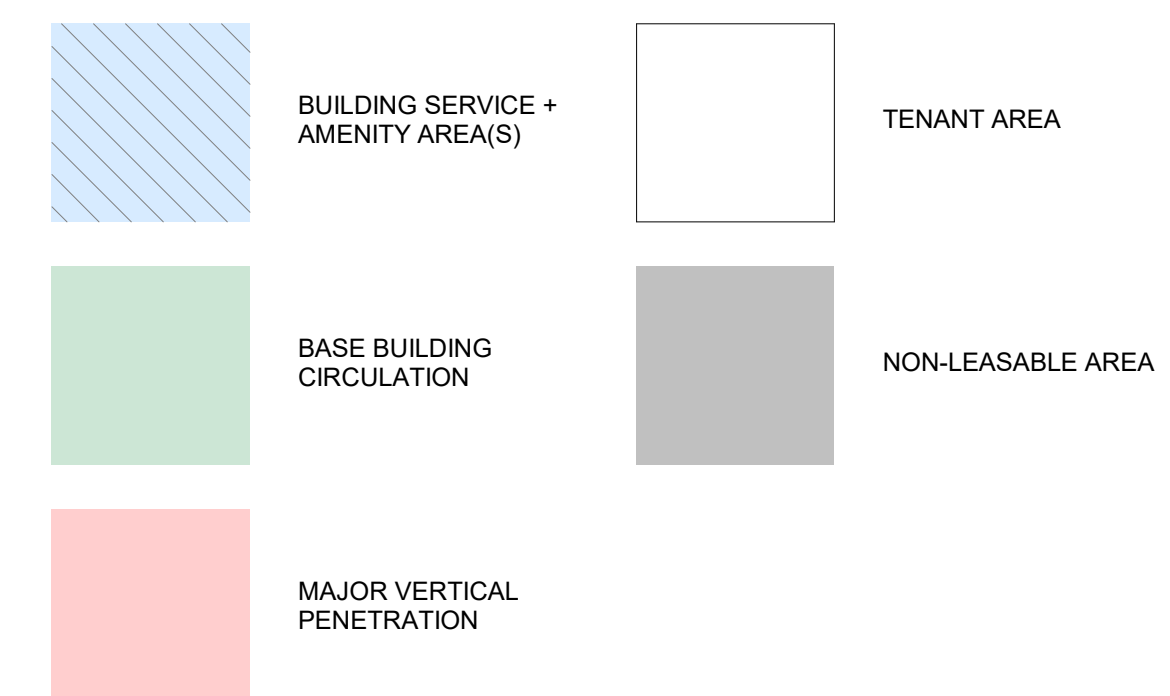 BUILDING SERVICE +
AMENITY AREA(S)
TENANT AREA
BASE BUILDING
CIRCULATION
NON-LEASABLE AREA
MAJOR VERTICAL
PENETRATION